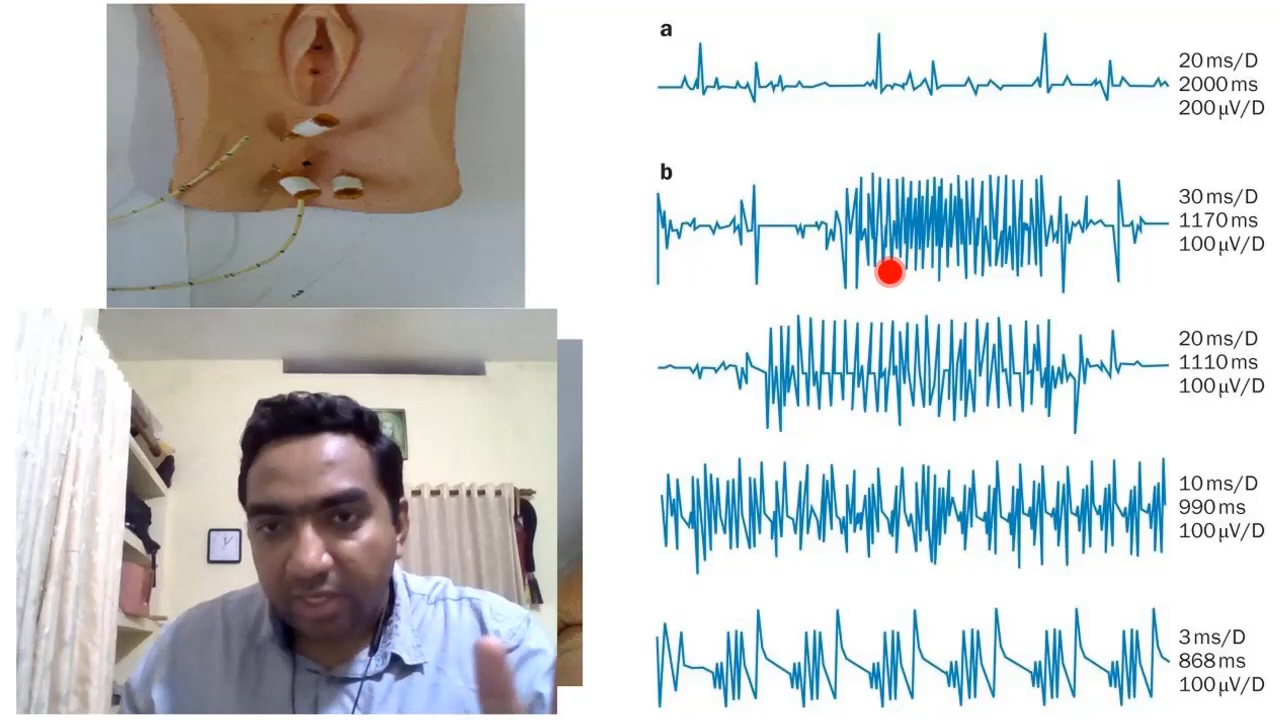 a
20 ms/D
2000 ms
200 µV/D
b
30 ms/D
1170 ms
100 µV/D
20 ms/D
1110 ms
100 µV/D
10 ms/D
990 ms
100 µV/D
3 ms/D
868 ms
100 µV/D